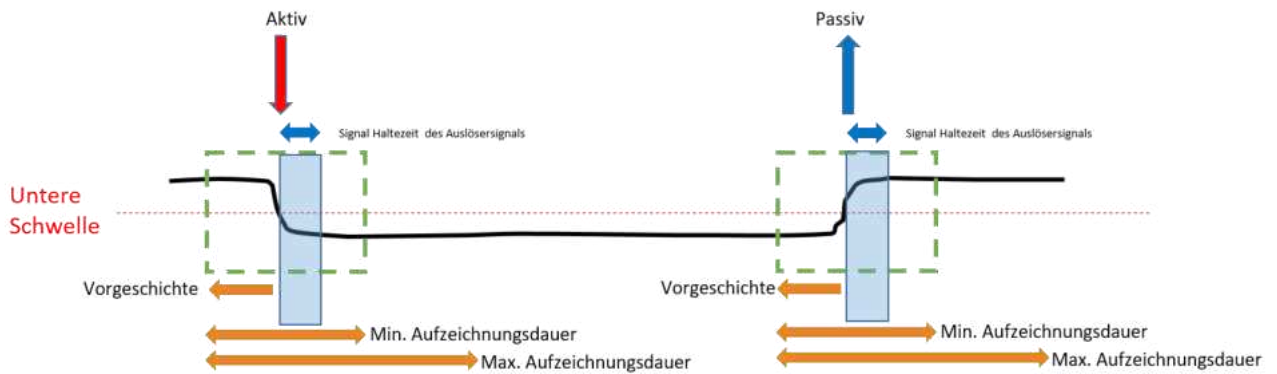 Aktiv
Passiv
Signal Haltezeit des Auslösersignals
Signal Haltezeit des Auslösersignals
Untere
Schwelle
Vorgeschichte
Vorgeschichte
Min. Aufzeichnungsdauer
Min. Aufzeichnungsdauer
Max. Aufzeichnungsdauer
Max. Aufzeichnungsdauer